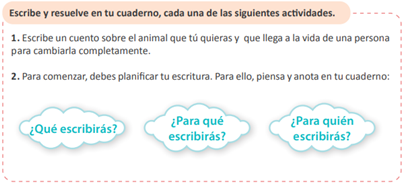 Escribe y resuelve en tu cuaderno, cada una de las siguientes actividades.
1. Escribe un cuento sobre el animal que tú quieras y que llega a la vida de una persona
para cambiarla completamente.
2. Para comenzar, debes planificar tu escritura. Para ello, piensa y anota en tu cuaderno:
¿Qué escribirás?
¿Para qué
escribirás?
¿Para quién
escribirás?